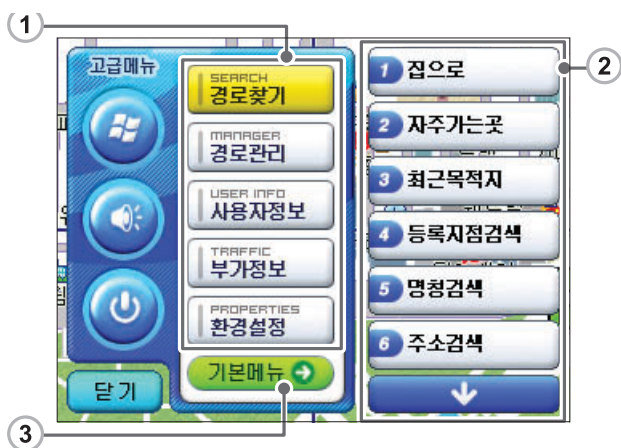 1
2
고급메뉴
SEARCH
경로찾기
MANAGER
경로관리
USER INFO
사용자정보
TRAFFIC
부가정보
PROPERTIES
환경설정
기본메뉴
닫기
1 집으로
2 자주가는곳
3 최근목적지
4 등록지점검색
5 명칭검색
6 주소검색
3